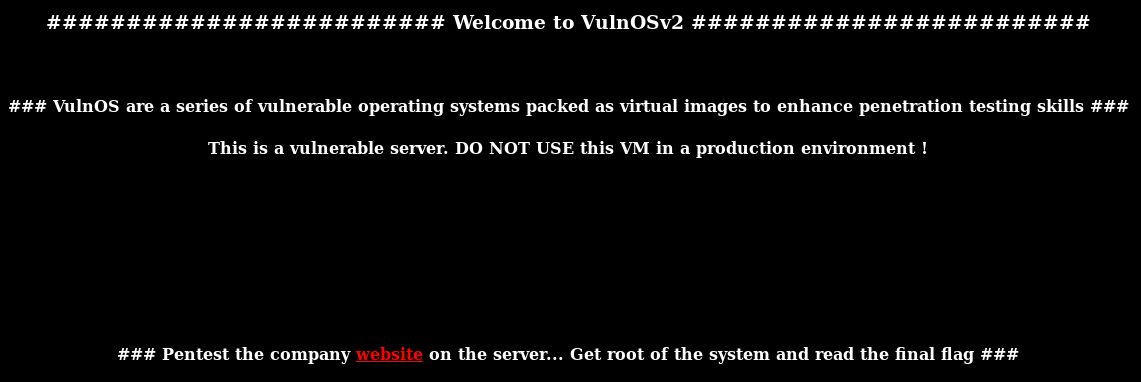 ######################### Welcome to VulnOSv2 #########################
### VulnOS are a series of vulnerable operating systems packed as virtual images to enhance penetration testing skills ###
This is a vulnerable server. DO NOT USE this VM in a production environment !
### Pentest the company website on the server... Get root of the system and read the final flag ###